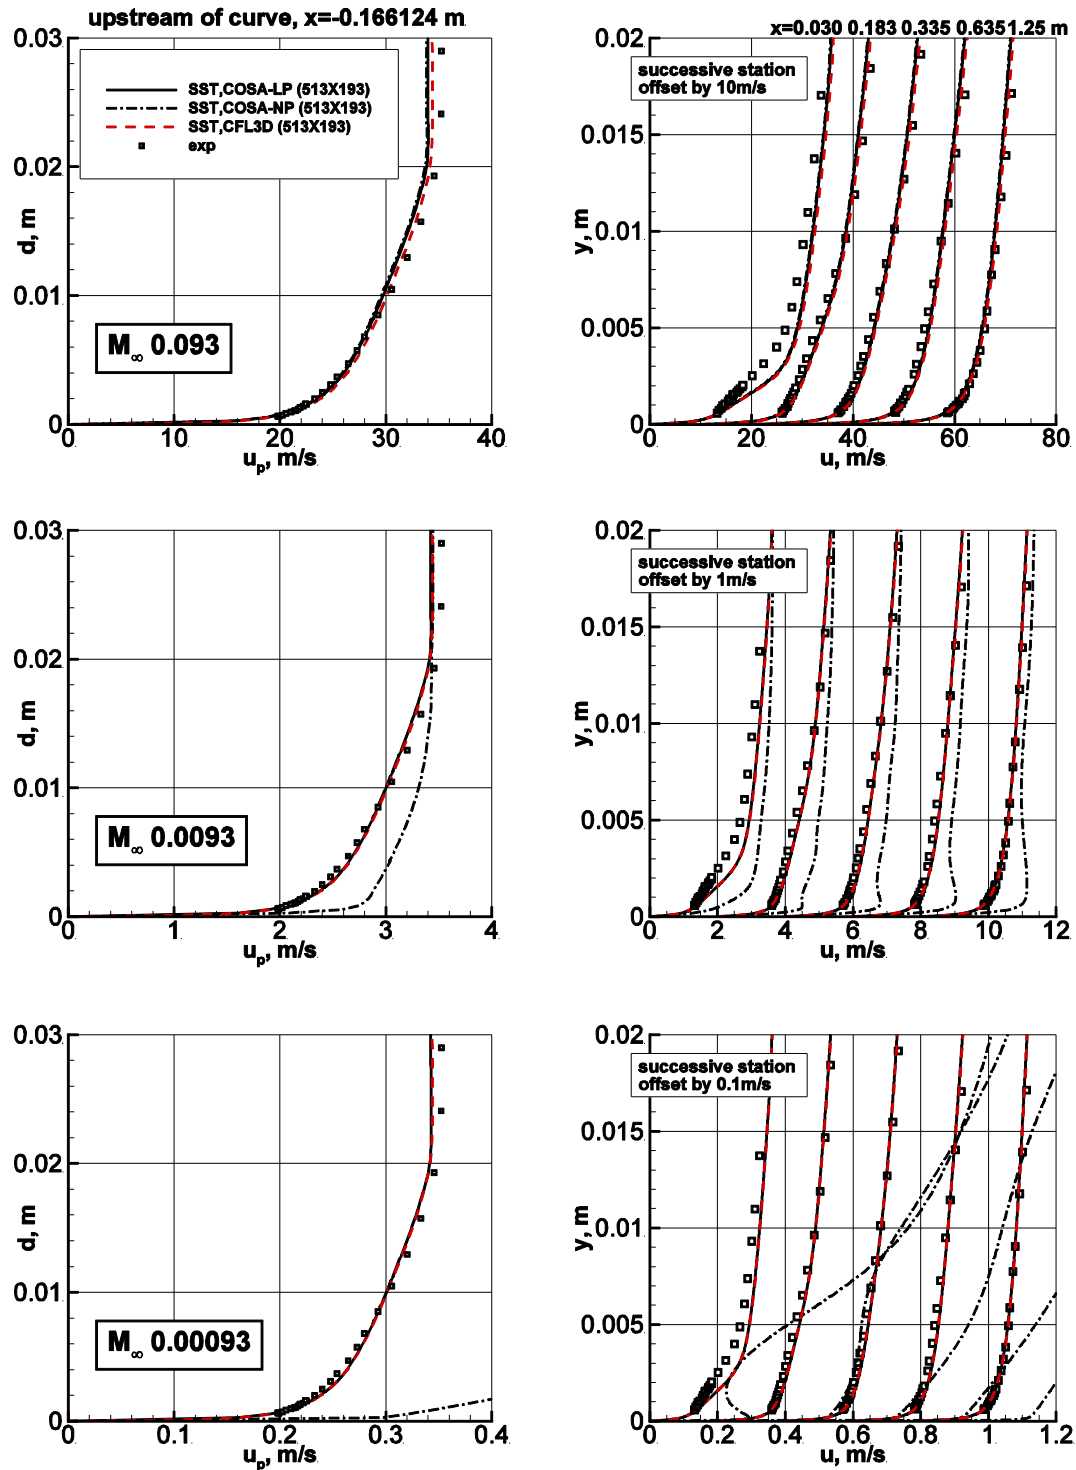 upstream of curve, x=-0.166124 m
0.03
0.02
0.01
0
d, m
SST,COSA-LP (513X193)
SST,COSA-NP (513X193)
SST,CFL3D (513X193)
exp
M∞ 0.093
0 10 20 30 40
up, m/s
x=0.030 0.183 0.335 0.635 1.25 m
0.02
0.015
0.01
0.005
0
y, m
successive station
offset by 10m/s
0 20 40 60 80
u, m/s
0.03
0.02
0.01
0
d, m
M∞ 0.0093
0 1 2 3 4
up, m/s
0.02
0.015
0.01
0.005
0
y, m
successive station
offset by 1m/s
0 2 4 6 8 10 12
u, m/s
0.03
0.02
0.01
0
d, m
M∞ 0.00093
0 0.1 0.2 0.3 0.4
up, m/s
0.02
0.015
0.01
0.005
0
y, m
successive station
offset by 0.1m/s
0 0.2 0.4 0.6 0.8 1 1.2
u, m/s